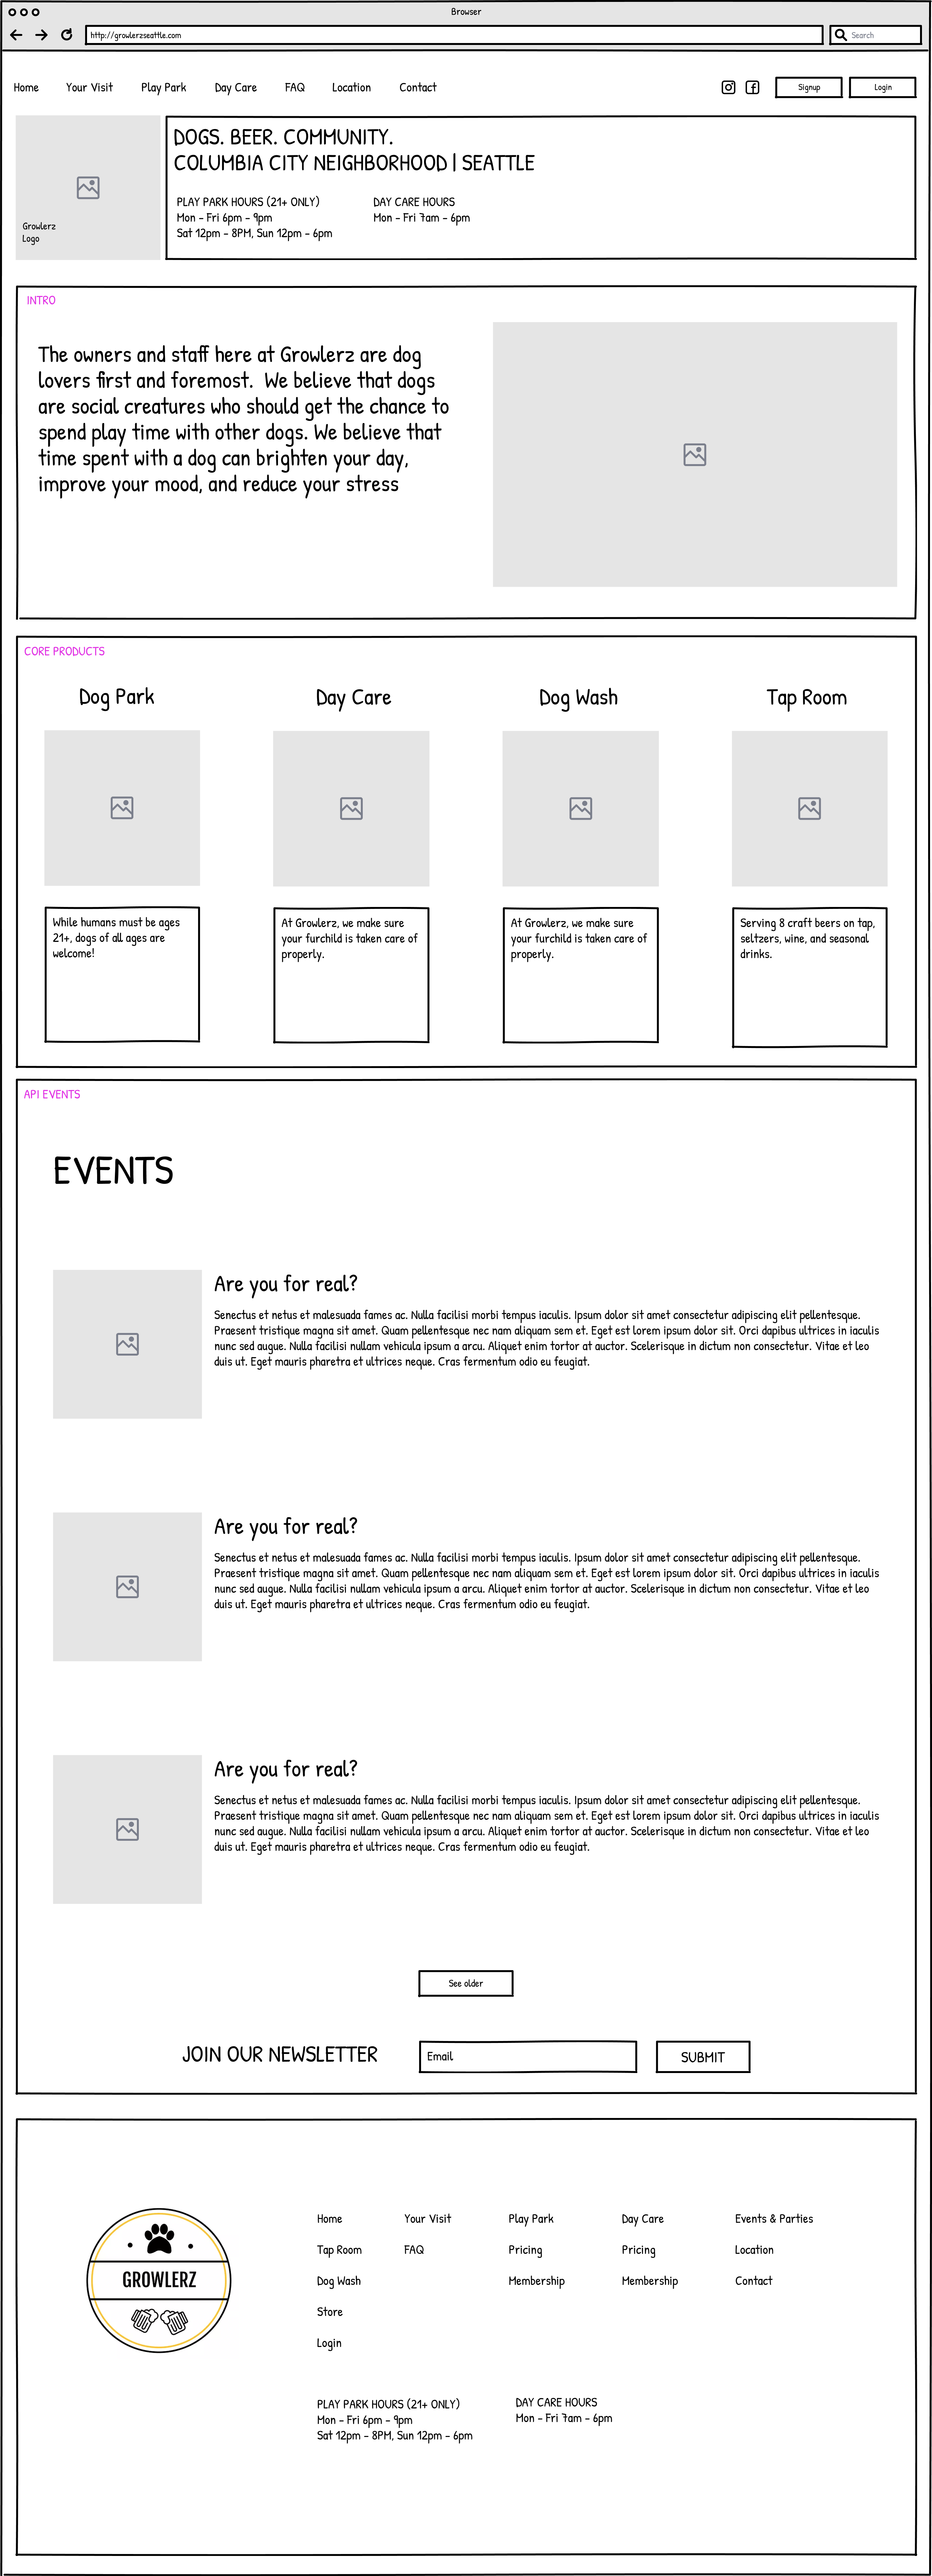 Browser
http://growlerzseattle.com
Search
Home Your Visit Play Park Day Care FAQ Location Contact Signup Login
Growlerz
Logo
DOGS. BEER. COMMUNITY.
COLUMBIA CITY NEIGHBORHOOD | SEATTLE
PLAY PARK HOURS (21+ ONLY)
Mon - Fri 6pm - 9pm
Sat 12pm - 8PM, Sun 12pm - 6pm
DAY CARE HOURS
Mon - Fri 7am - 6pm
INTRO
The owners and staff here at Growlerz are dog
lovers first and foremost. We believe that dogs
are social creatures who should get the chance to
spend play time with other dogs. We believe that
time spent with a dog can brighten your day,
improve your mood, and reduce your stress
CORE PRODUCTS
Dog Park
Day Care
Dog Wash
Tap Room
While humans must be ages
21+, dogs of all ages are
welcome!
At Growlerz, we make sure
your furchild is taken care of
properly.
At Growlerz, we make sure
your furchild is taken care of
properly.
Serving 8 craft beers on tap,
seltzers, wine, and seasonal
drinks.
API EVENTS
EVENTS
Are you for real?
Senectus et netus et malesuada fames ac. Nulla facilisi morbi tempus iaculis. Ipsum dolor sit amet consectetur adipiscing elit pellentesque.
Praesent tristique magna sit amet. Quam pellentesque nec nam aliquam sem et. Eget est lorem ipsum dolor sit. Orci dapibus ultrices in iaculis
nunc sed augue. Nulla facilisi nullam vehicula ipsum a arcu. Aliquet enim tortor at auctor. Scelerisque in dictum non consectetur. Vitae et leo
duis ut. Eget mauris pharetra et ultrices neque. Cras fermentum odio eu feugiat.
Are you for real?
Senectus et netus et malesuada fames ac. Nulla facilisi morbi tempus iaculis. Ipsum dolor sit amet consectetur adipiscing elit pellentesque.
Praesent tristique magna sit amet. Quam pellentesque nec nam aliquam sem et. Eget est lorem ipsum dolor sit. Orci dapibus ultrices in iaculis
nunc sed augue. Nulla facilisi nullam vehicula ipsum a arcu. Aliquet enim tortor at auctor. Scelerisque in dictum non consectetur. Vitae et leo
duis ut. Eget mauris pharetra et ultrices neque. Cras fermentum odio eu feugiat.
Are you for real?
Senectus et netus et malesuada fames ac. Nulla facilisi morbi tempus iaculis. Ipsum dolor sit amet consectetur adipiscing elit pellentesque.
Praesent tristique magna sit amet. Quam pellentesque nec nam aliquam sem et. Eget est lorem ipsum dolor sit. Orci dapibus ultrices in iaculis
nunc sed augue. Nulla facilisi nullam vehicula ipsum a arcu. Aliquet enim tortor at auctor. Scelerisque in dictum non consectetur. Vitae et leo
duis ut. Eget mauris pharetra et ultrices neque. Cras fermentum odio eu feugiat.
See older
JOIN OUR NEWSLETTER Email SUBMIT
GROWLERZ
Home Your Visit Play Park Day Care Events & Parties
Tap Room FAQ Pricing Pricing Location
Dog Wash Membership Membership Contact
Store
Login
PLAY PARK HOURS (21+ ONLY)
Mon - Fri 6pm - 9pm
Sat 12pm - 8PM, Sun 12pm - 6pm
DAY CARE HOURS
Mon - Fri 7am - 6pm